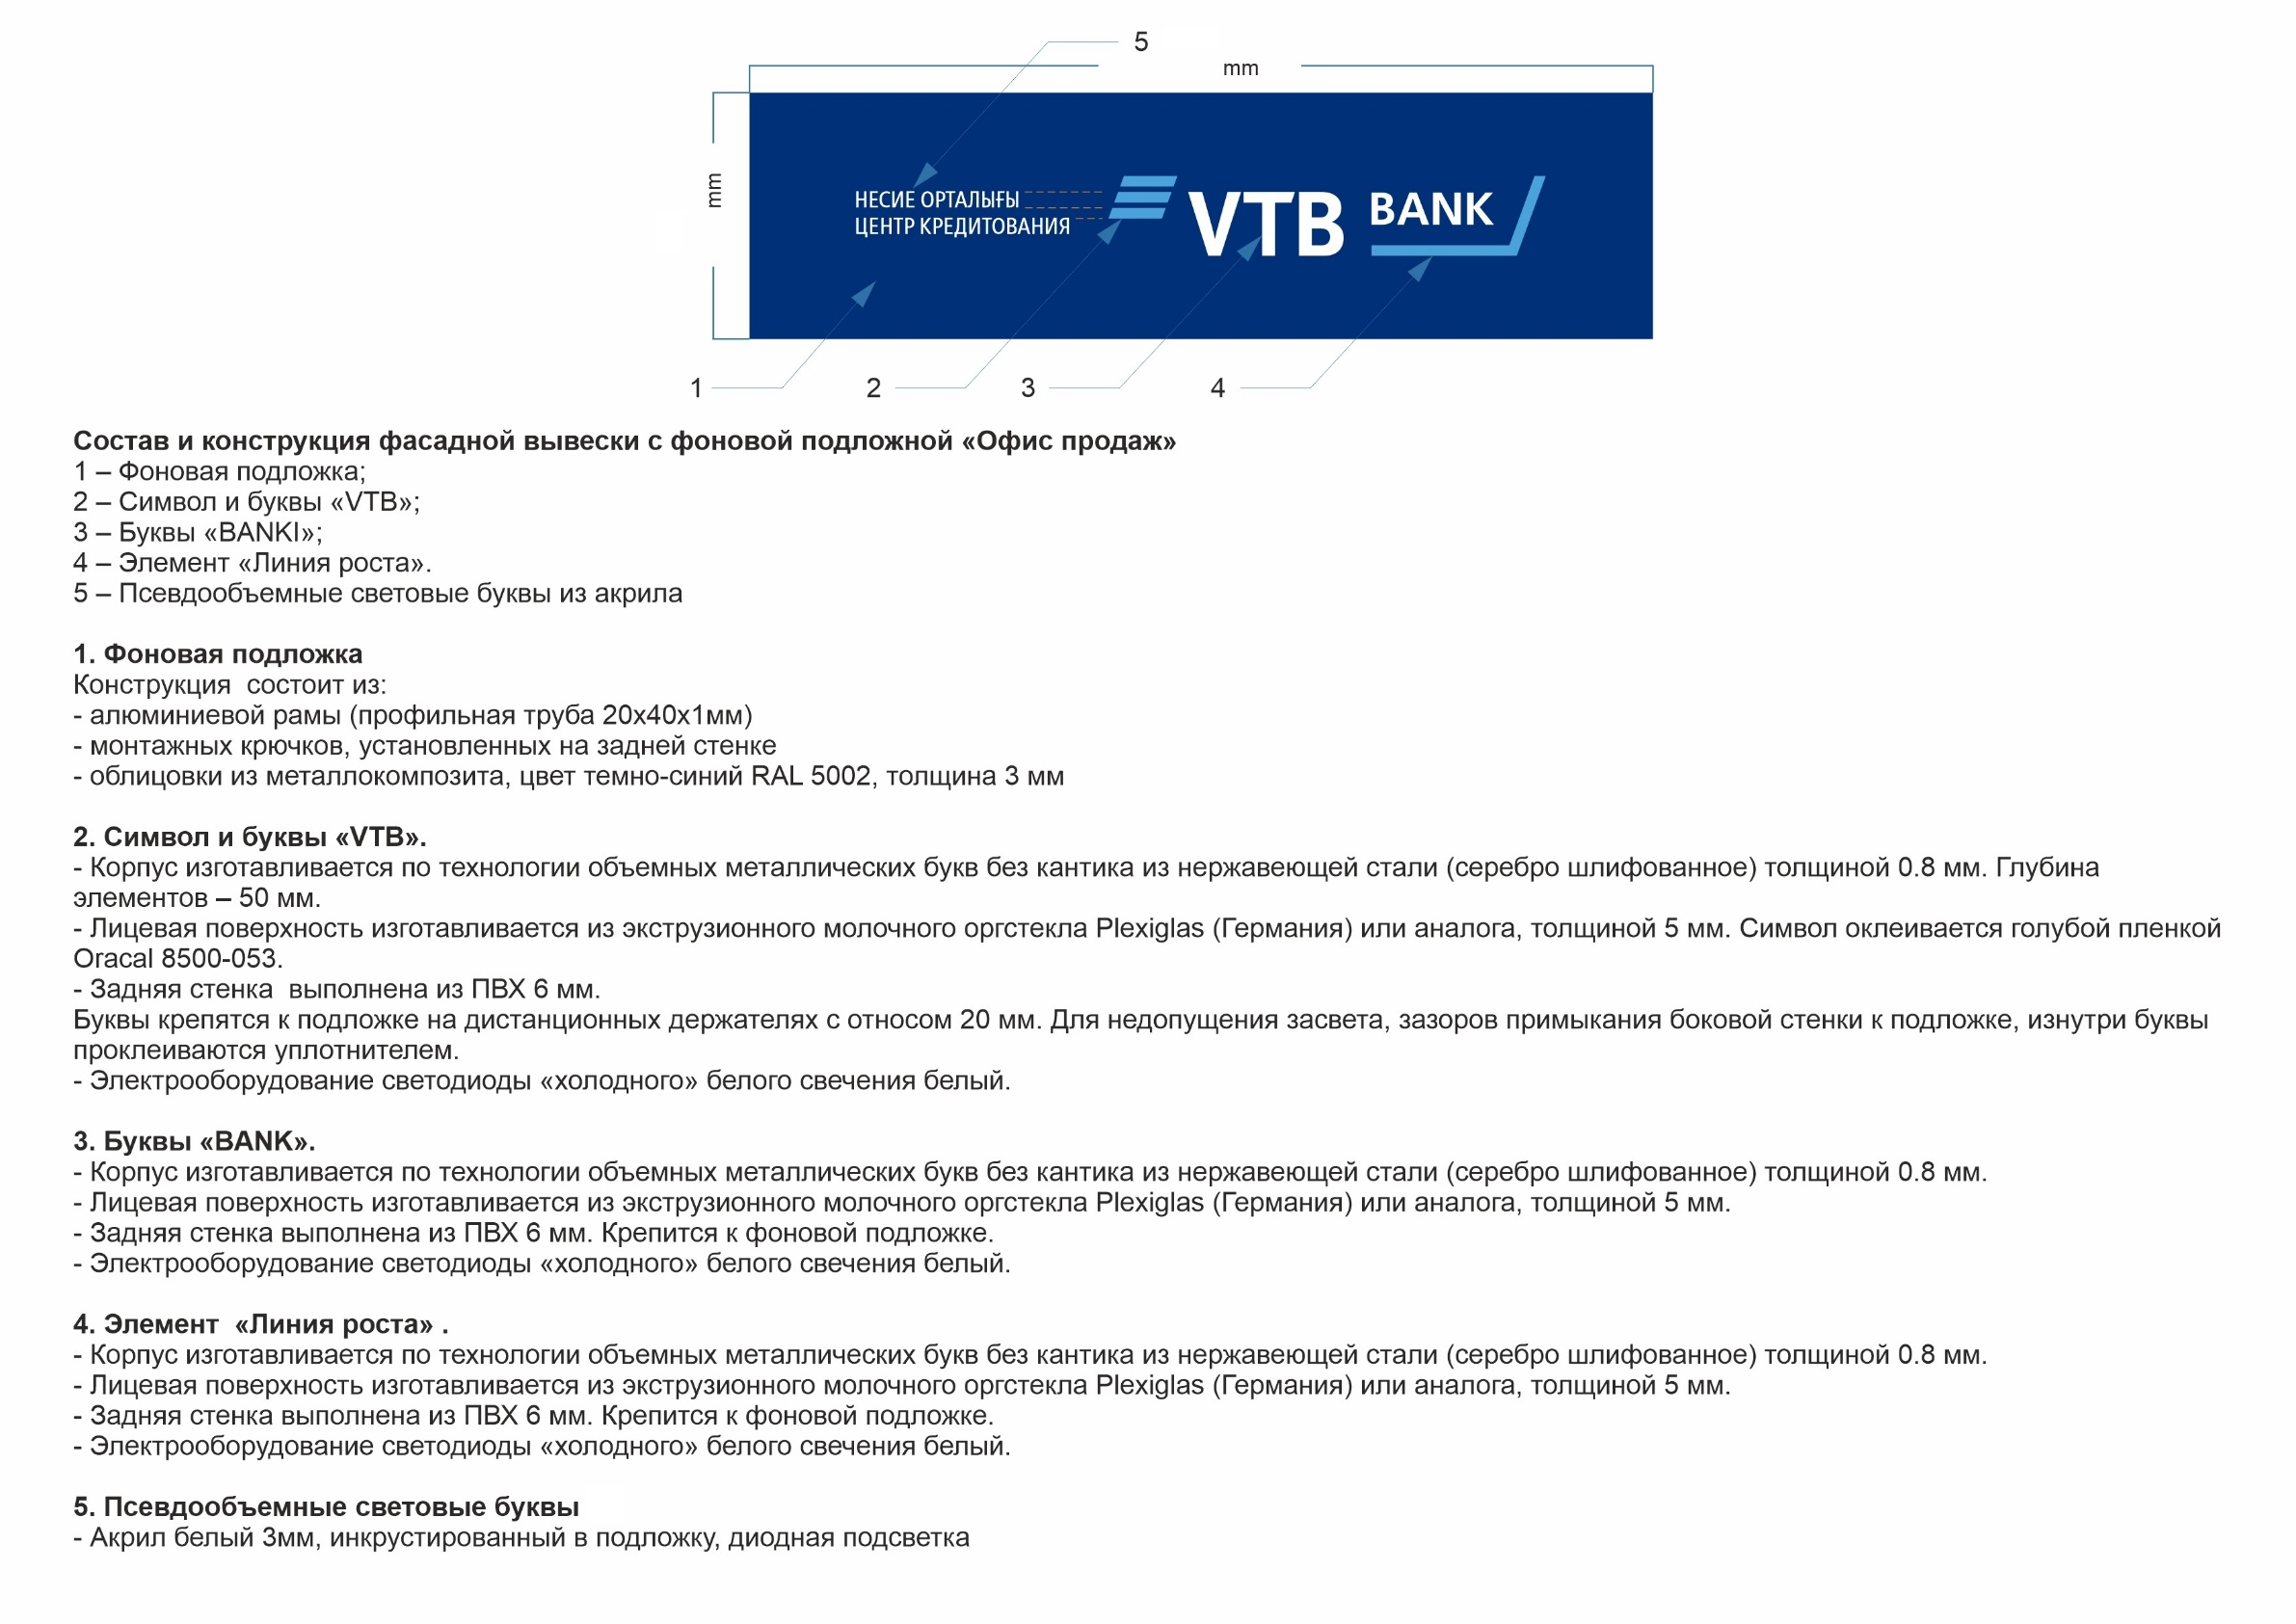 5
mm
mm
НЕСИЕ ОРТАЛЫҒЫ
ЦЕНТР КРЕДИТОВАНИЯ
VTB BANK
1 2 3 4
Состав и конструкция фасадной вывески с фоновой подложной «Офис продаж»
1 – Фоновая подложка;
2 – Символ и буквы «VTB»;
3 – Буквы «BANKI»;
4 – Элемент «Линия роста».
5 – Псевдообъемные световые буквы из акрила
1. Фоновая подложка
Конструкция  состоит из:
- алюминиевой рамы (профильная труба 20х40х1мм)
- монтажных крючков, установленных на задней стенке
- облицовки из металлокомпозита, цвет темно-синий RAL 5002, толщина 3 мм
2. Символ и буквы «VTB».
- Корпус изготавливается по технологии объемных металлических букв без кантика из нержавеющей стали (серебро шлифованное) толщиной 0.8 мм. Глубина
элементов – 50 мм.
- Лицевая поверхность изготавливается из экструзионного молочного оргстекла Plexiglas (Германия) или аналога, толщиной 5 мм. Символ оклеивается голубой пленкой
Oracal 8500-053.
- Задняя стенка  выполнена из ПВХ 6 мм.
Буквы крепятся к подложке на дистанционных держателях с относом 20 мм. Для недопущения засвета, зазоров примыкания боковой стенки к подложке, изнутри буквы
проклеиваются уплотнителем.
- Электрооборудование светодиоды «холодного» белого свечения белый.
3. Буквы «BANK».
- Корпус изготавливается по технологии объемных металлических букв без кантика из нержавеющей стали (серебро шлифованное) толщиной 0.8 мм.
- Лицевая поверхность изготавливается из экструзионного молочного оргстекла Plexiglas (Германия) или аналога, толщиной 5 мм.
- Задняя стенка выполнена из ПВХ 6 мм. Крепится к фоновой подложке.
- Электрооборудование светодиоды «холодного» белого свечения белый.
4. Элемент  «Линия роста» .
- Корпус изготавливается по технологии объемных металлических букв без кантика из нержавеющей стали (серебро шлифованное) толщиной 0.8 мм.
- Лицевая поверхность изготавливается из экструзионного молочного оргстекла Plexiglas (Германия) или аналога, толщиной 5 мм.
- Задняя стенка выполнена из ПВХ 6 мм. Крепится к фоновой подложке.
- Электрооборудование светодиоды «холодного» белого свечения белый.
5. Псевдообъемные световые буквы
- Акрил белый 3мм, инкрустированный в подложку, диодная подсветка